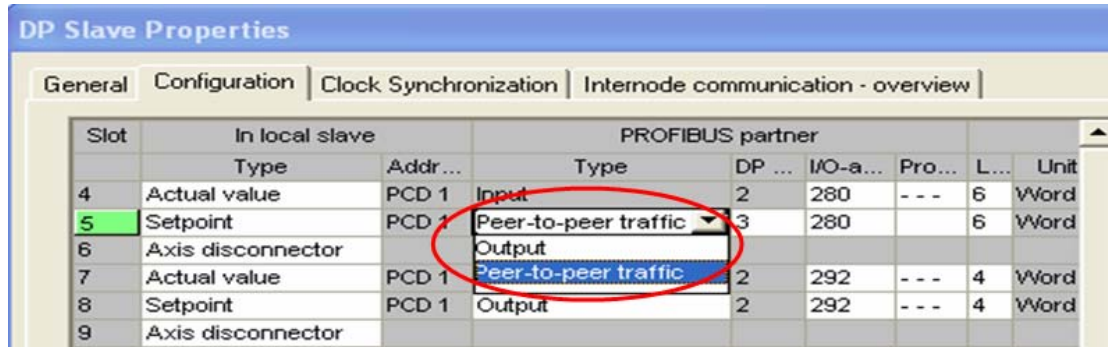 DP Slave Properties
General Configuration Clock Synchronization Internode communication - overview
Slot In local slave PROFIBUS partner
Type Addr... Type DP ... I/O-a... Pro... L... Unit
4 Actual value PCD 1 Input 2 280 - - - 6 Word
5 Setpoint PCD 1 Peer-to-peer traffic 3 280 6 Word
6 Axis disconnector Output
7 Actual value PCD 1 Peer-to-peer traffic 2 292 - - - 4 Word
8 Setpoint PCD 1 Output 2 292 - - - 4 Word
9 Axis disconnector